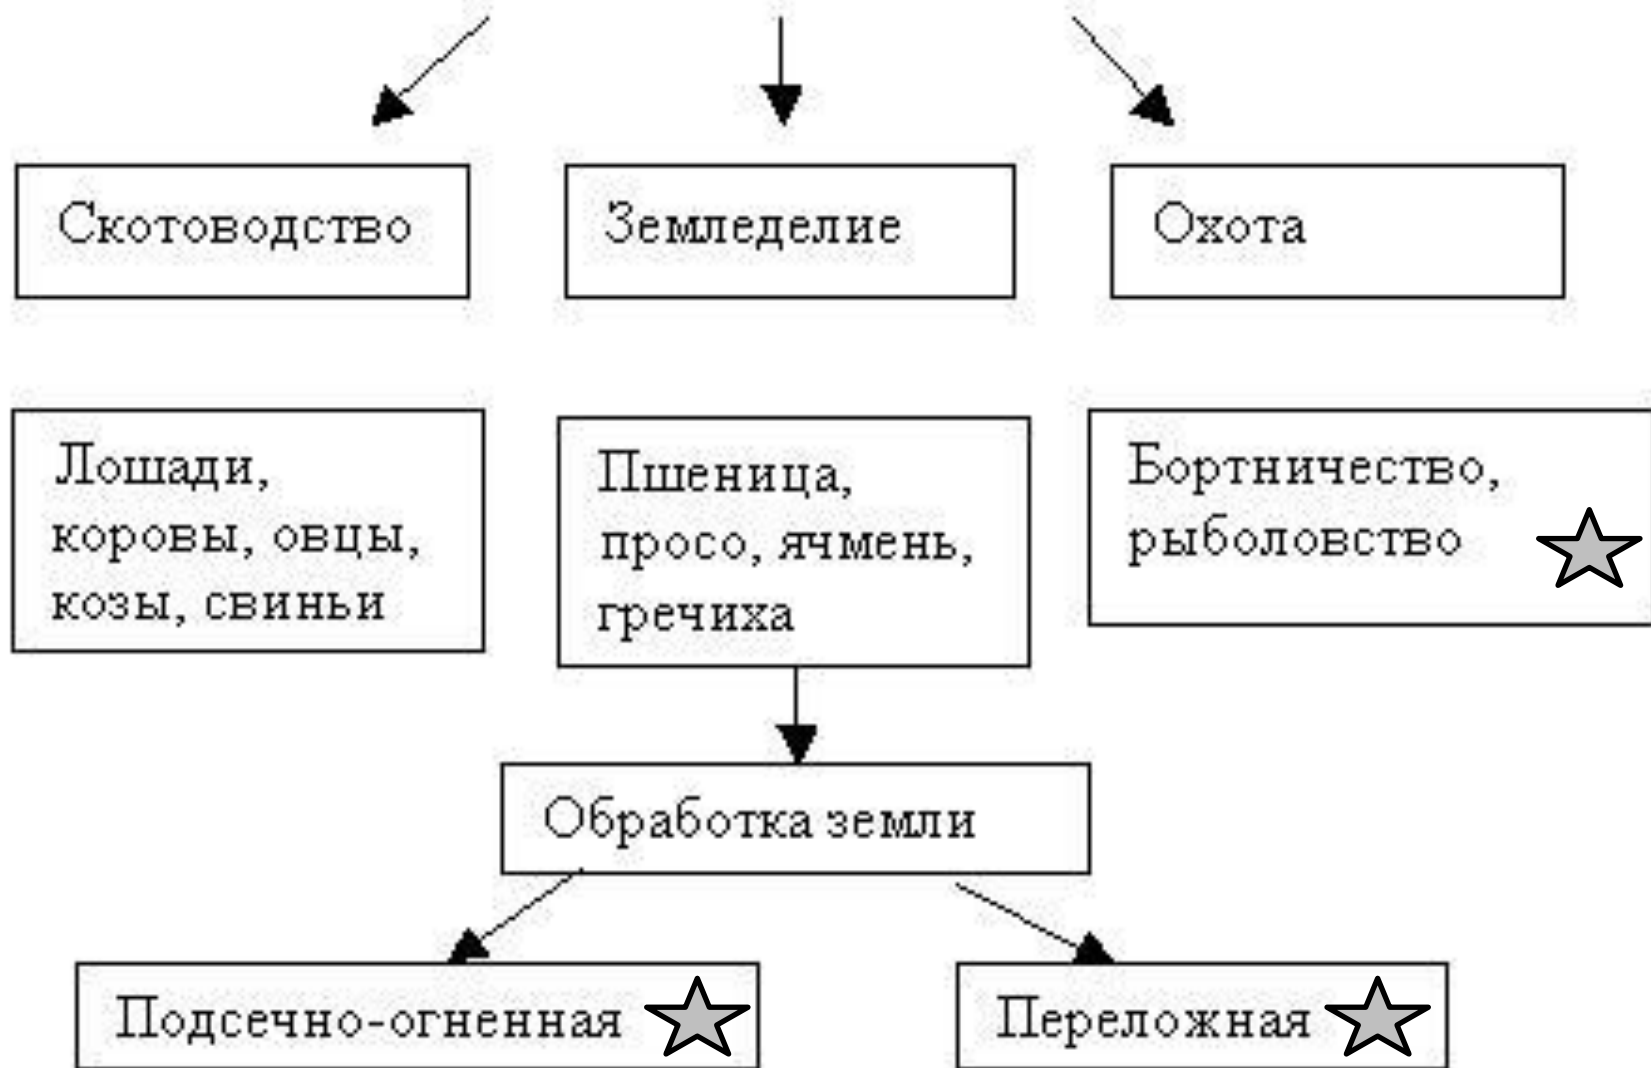 Скотоводство
Земледелие
Охота
Лошади,
коровы, овцы,
козы, свиньи
Пшеница,
просо, ячмень,
гречиха
Бортничество,
рыболовство
Обработка земли
Подсечно-огненная
Переложная